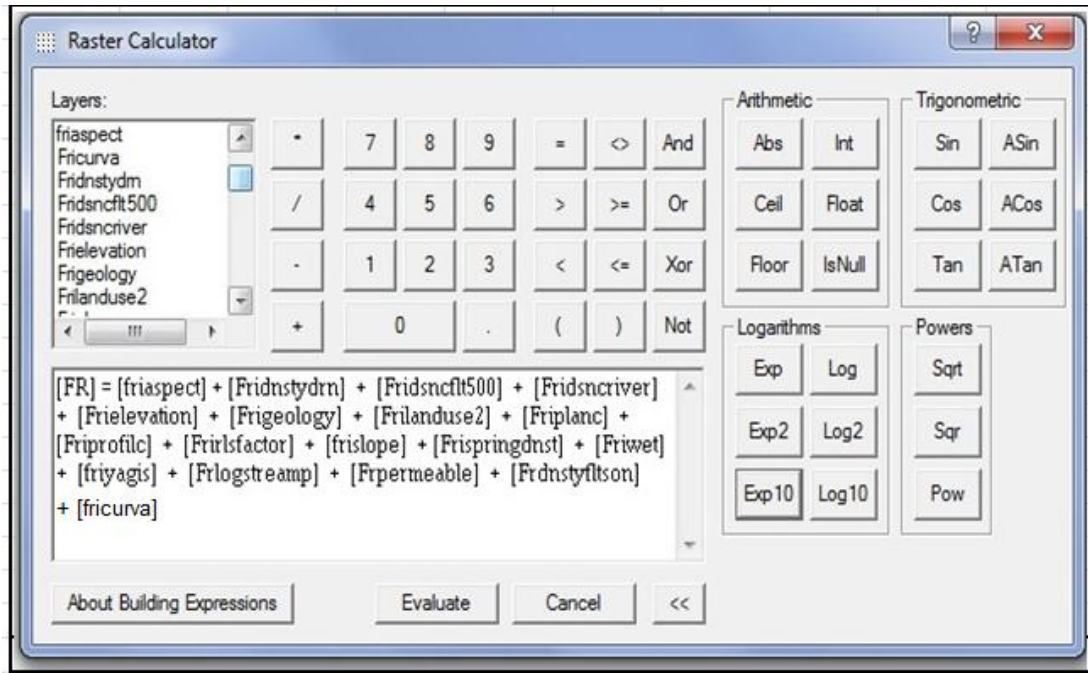 Raster Calculator
Layers:
friaspect
Fricurva
Fridnstydrn
Fridsncflt500
Fridsncriver
Frielevation
Frigeology
Frilanduse2
* 7 8 9 = <> And
/ 4 5 6 > >= Or
- 1 2 3 < <= Xor
+ 0 . ( ) Not
Arithmetic
Abs Int
Ceil Float
Floor IsNull
Trigonometric
Sin ASin
Cos ACos
Tan ATan
Logarithms
Exp Log
Exp2 Log2
Exp10 Log10
Powers
Sqrt
Sqr
Pow
[FR] = [friaspect] + [Fridnstydrn] + [Fridsncflt500] + [Fridsncriver]
+ [Frielevation] + [Frigeology] + [Frilanduse2] + [Friplanc] +
[Friprofilc] + [Frirlsfactor] + [frislope] + [Frispringdnst] + [Friwet]
+ [friyagis] + [Frlogstreamp] + [Frpermeable] + [Frdnstyfltson]
+ [fricurva]
About Building Expressions
Evaluate
Cancel
<<